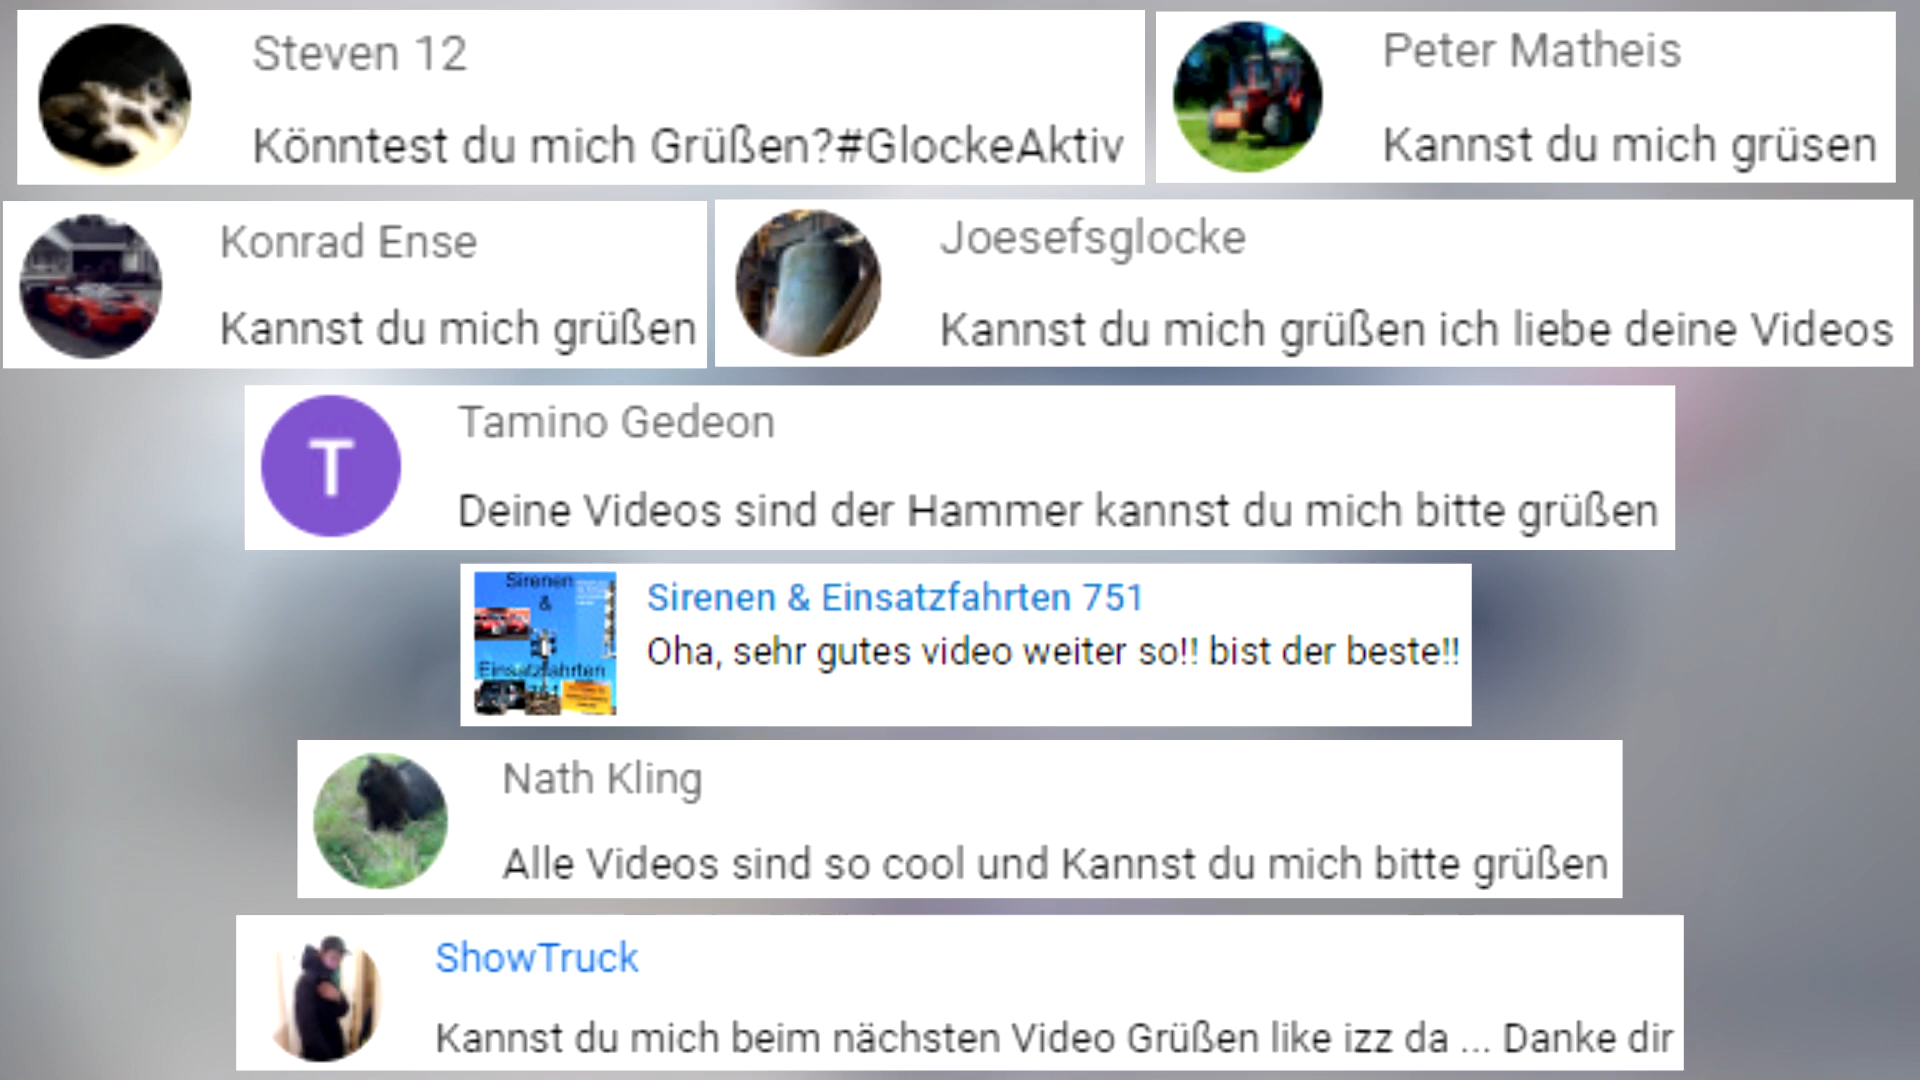 Steven 12
Könntest du mich Grüßen?#GlockeAktiv
Peter Matheis
Kannst du mich grüsen
Konrad Ense
Kannst du mich grüßen
Joesefsglocke
Kannst du mich grüßen ich liebe deine Videos
T
Tamino Gedeon
Deine Videos sind der Hammer kannst du mich bitte grüßen
Sirenen
&
Einsatzfahrten
751
Sirenen & Einsatzfahrten 751
Oha, sehr gutes video weiter so!! bist der beste!!
Nath Kling
Alle Videos sind so cool und Kannst du mich bitte grüßen
ShowTruck
Kannst du mich beim nächsten Video Grüßen like izz da ... Danke dir